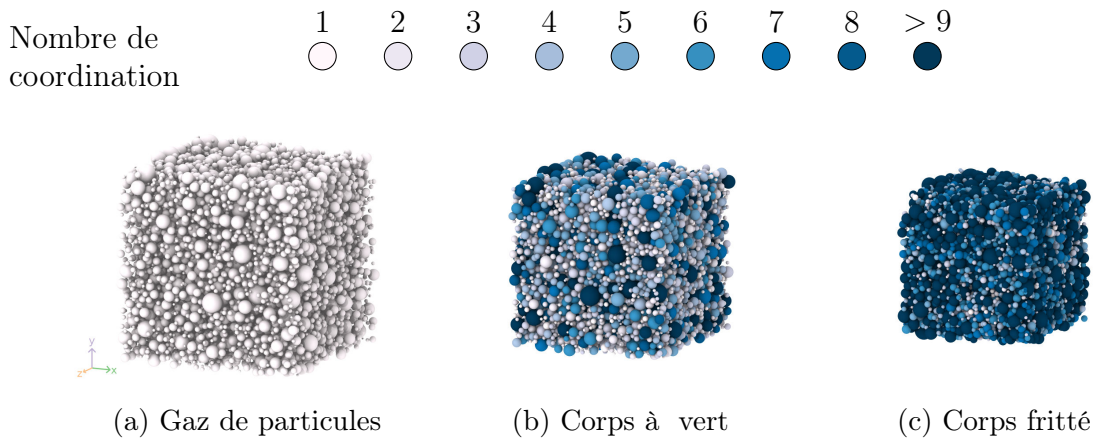 Nombre de
coordination
1 2 3 4 5 6 7 8 > 9
y
z x
(a) Gaz de particules
(b) Corps à vert
(c) Corps fritté